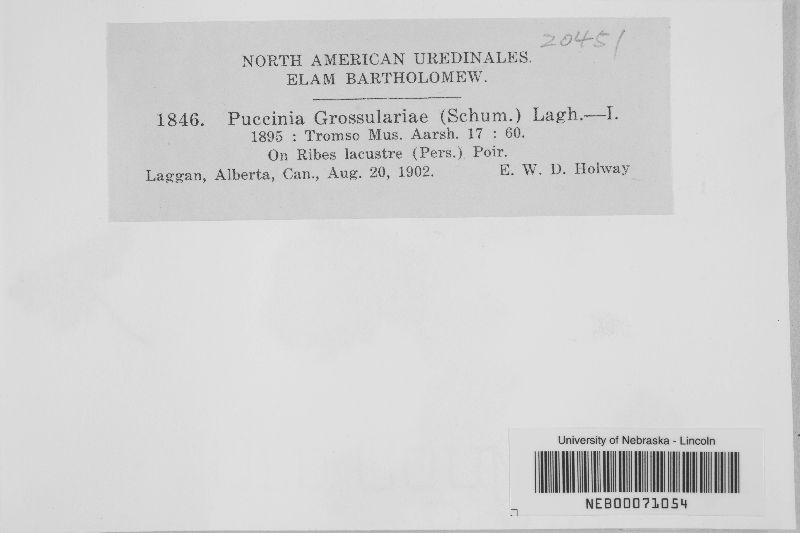 20451
NORTH AMERICAN UREDINALES.
ELAM BARTHOLOMEW.
1846. Puccinia Grossulariae (Schum.) Lagh.—I.
1895 : Tromso Mus. Aarsh. 17 : 60.
On Ribes lacustre (Pers.) Poir.
Laggan, Alberta, Can., Aug. 20, 1902. E. W. D. Holway
University of Nebraska - Lincoln
NEB00071054